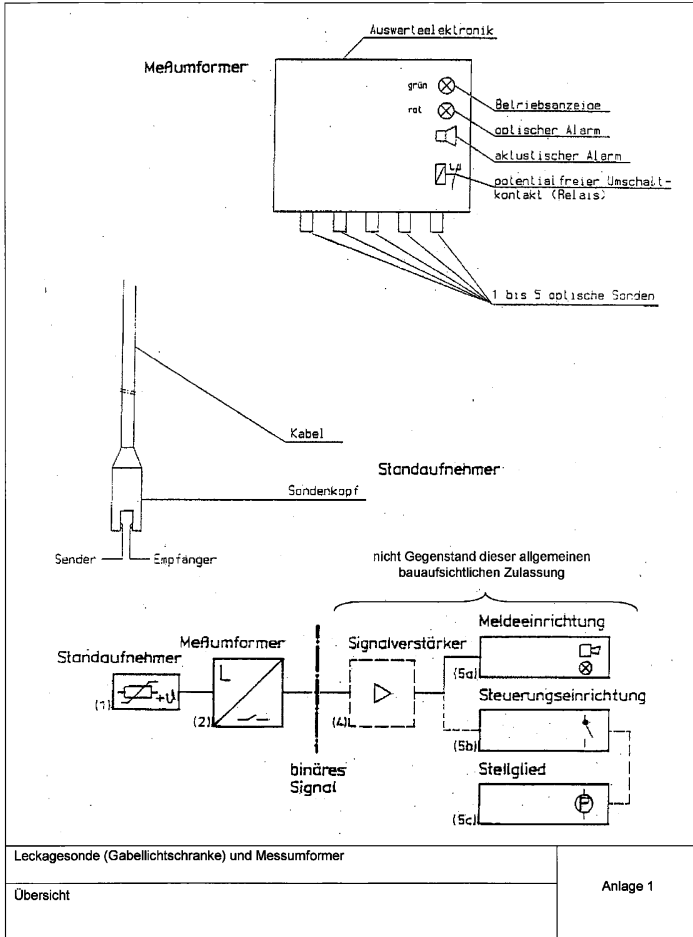 Auswerteelektronik
Meßumformer
grün
rot
Betriebsanzeige
optischer Alarm
aktustischer Alarm
potentialfreier Umschalt-
kontakt (Relais)
1 bis 5 optische Sonden
Kabel
Standaufnehmer
Sondenkopf
Sender
Empfänger
nicht Gegenstand dieser allgemeinen
bauaufsichtlichen Zulassung
Meldeeinrichtung
Meßumformer
Signalverstärker
Standaufnehmer
(5a)
Steuerungseinrichtung
+U
L
(1)
(2)
(4)
(5b)
binäres
Signal
Stellglied
P
(5c)
Leckagesonde (Gabellichtschranke) und Messumformer
Anlage 1
Übersicht